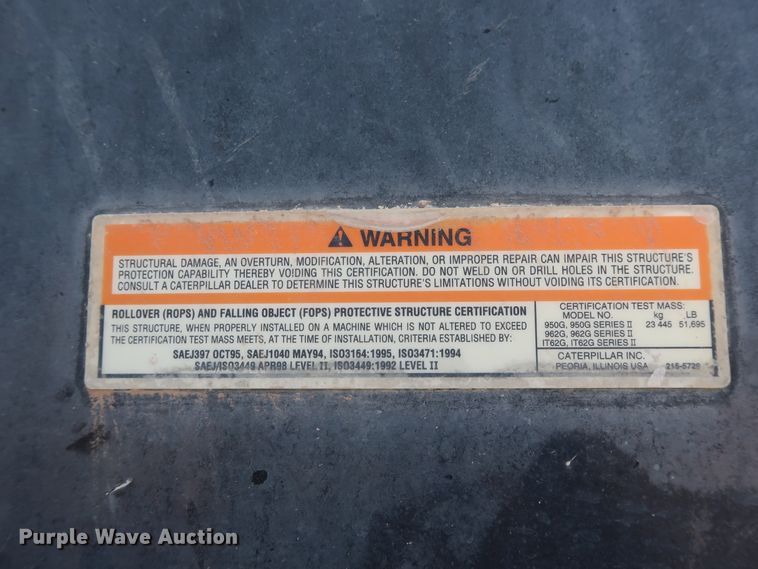 WARNING
STRUCTURAL DAMAGE, AN OVERTURN, MODIFICATION, ALTERATION, OR IMPROPER REPAIR CAN IMPAIR THIS STRUCTURE'S
PROTECTION CAPABILITY THEREBY VOIDING THIS CERTIFICATION. DO NOT WELD ON OR DRILL HOLES IN THE STRUCTURE.
CONSULT A CATERPILLAR DEALER TO DETERMINE THIS STRUCTURE'S LIMITATIONS WITHOUT VOIDING ITS CERTIFICATION.
ROLLOVER (ROPS) AND FALLING OBJECT (FOPS) PROTECTIVE STRUCTURE CERTIFICATION
THIS STRUCTURE, WHEN PROPERLY INSTALLED ON A MACHINE WHICH IS NOT ALTERED TO EXCEED
THE CERTIFICATION TEST MASS MEETS, AT THE TIME OF INSTALLATION, CRITERIA ESTABLISHED BY:
SAEJ397 OCT95, SAEJ1040 MAY94, ISO3164:1995, ISO3471:1994
SAEJ/ISO3449 APR98 LEVEL II, ISO3449:1992 LEVEL II
CERTIFICATION TEST MASS:
MODEL NO. kg LB
950G, 950G SERIES II 23 445 51,695
962G, 962G SERIES II
IT62G, IT62G SERIES II
CATERPILLAR INC.
PEORIA, ILLINOIS USA 215-5729
Purple Wave Auction